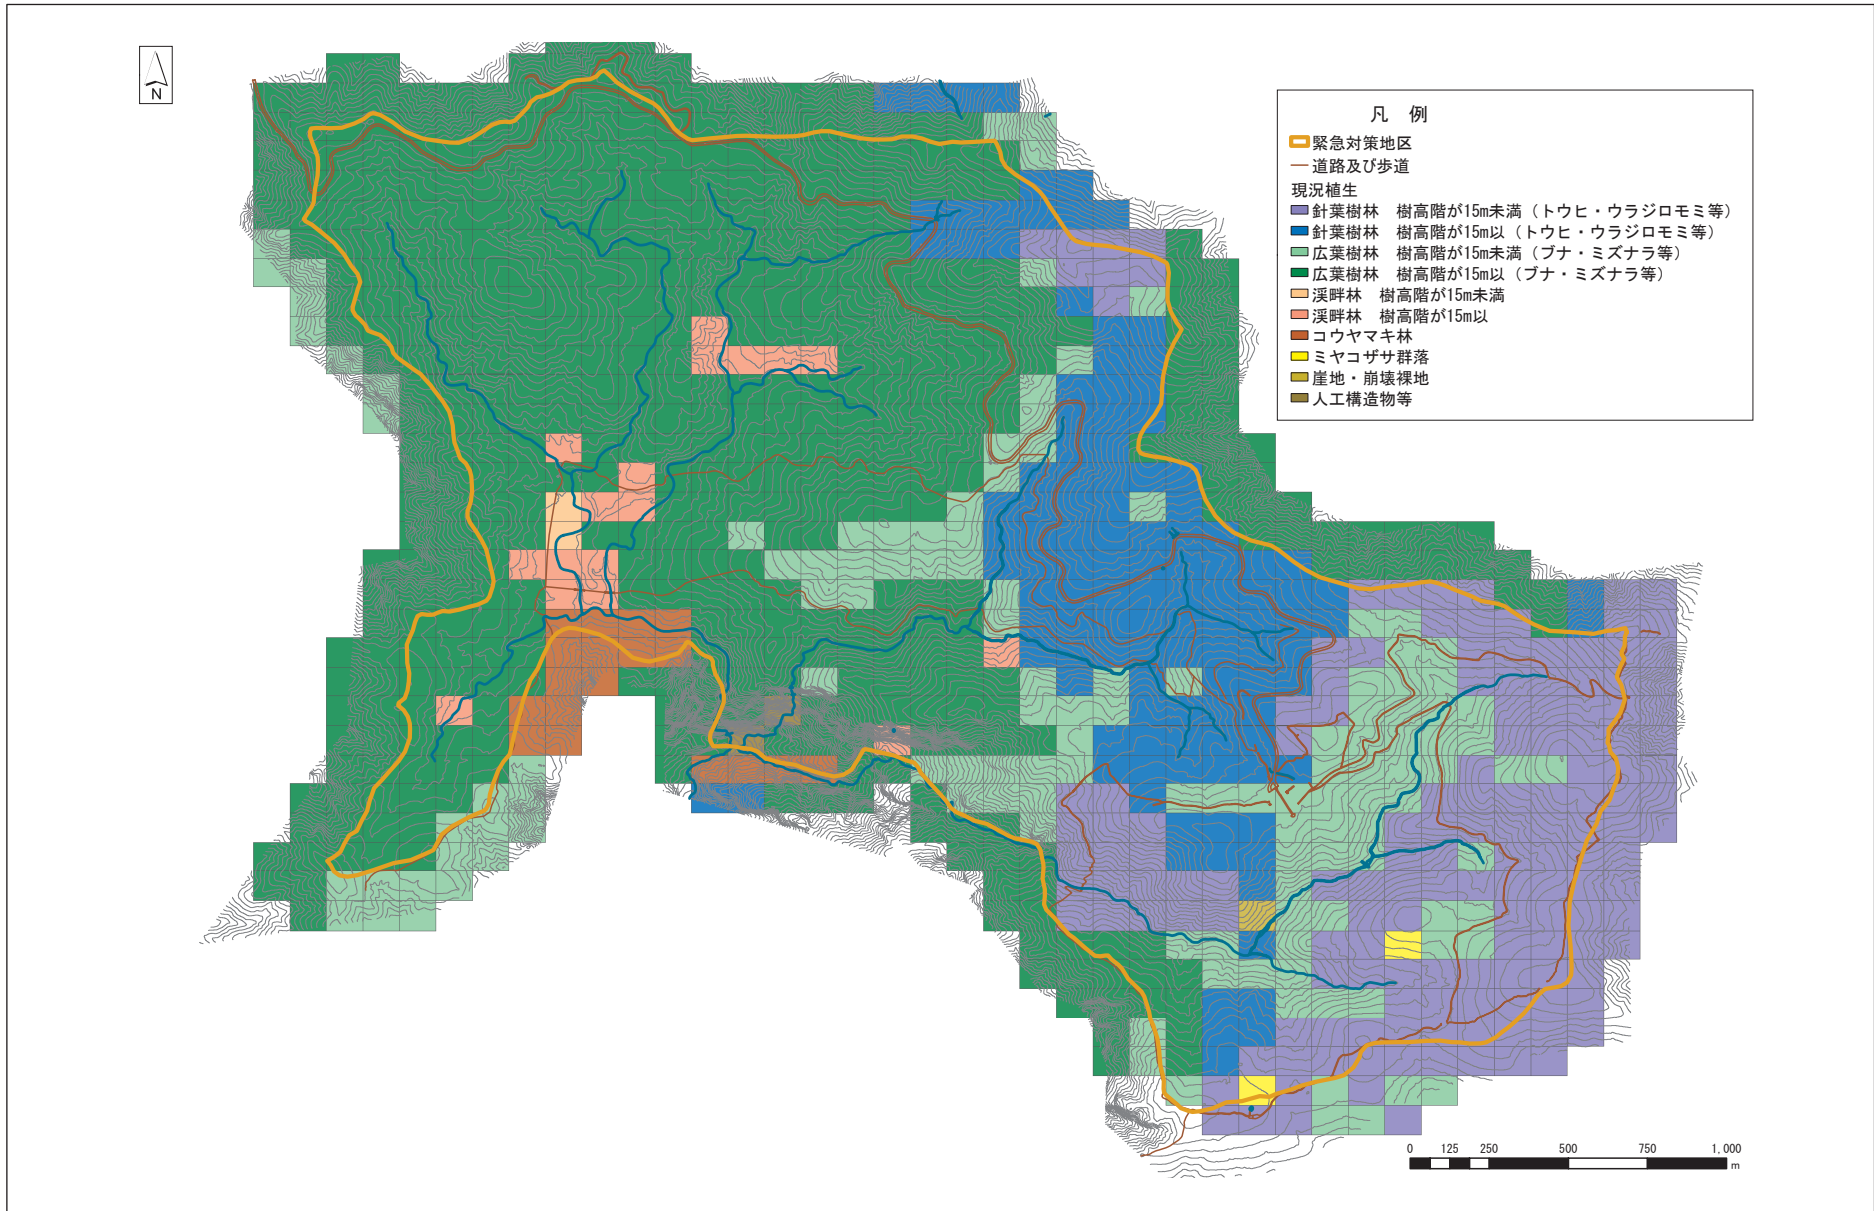 N
凡 例
緊急対策地区
道路及び歩道
現況植生
針葉樹林 樹高階が15m未満（トウヒ・ウラジロモミ等）
針葉樹林 樹高階が15m以（トウヒ・ウラジロモミ等）
広葉樹林 樹高階が15m未満（ブナ・ミズナラ等）
広葉樹林 樹高階が15m以（ブナ・ミズナラ等）
渓畔林 樹高階が15m未満
渓畔林 樹高階が15m以
コウヤマキ林
ミヤコザサ群落
崖地・崩壊裸地
人工構造物等
0 125 250 500 750 1,000
m